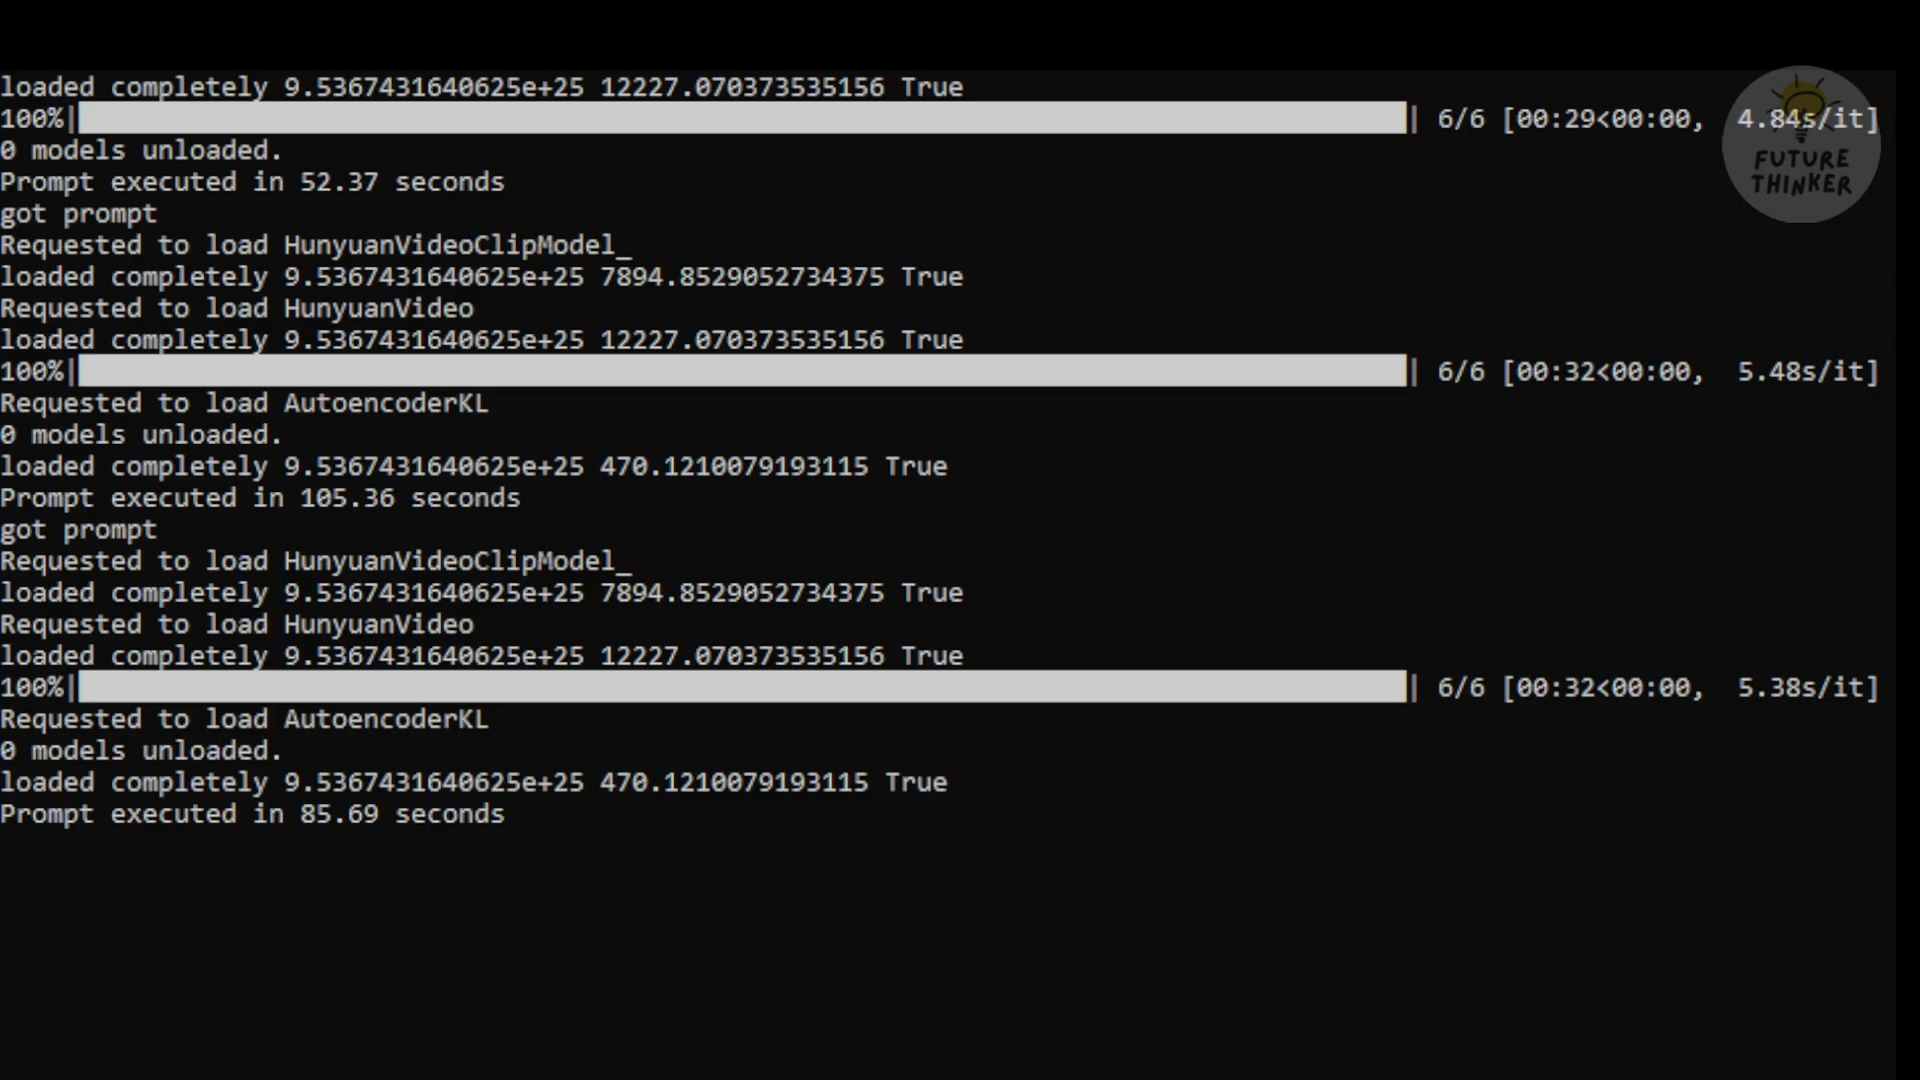 loaded completely 9.5367431640625e+25 12227.070373535156 True
100%| | 6/6 [00:29<00:00, 4.84s/it]
0 models unloaded.
Prompt executed in 52.37 seconds
got prompt
Requested to load HunyuanVideoClipModel_
loaded completely 9.5367431640625e+25 7894.8529052734375 True
Requested to load HunyuanVideo
loaded completely 9.5367431640625e+25 12227.070373535156 True
100%| | 6/6 [00:32<00:00, 5.48s/it]
Requested to load AutoencoderKL
0 models unloaded.
loaded completely 9.5367431640625e+25 470.1210079193115 True
Prompt executed in 105.36 seconds
got prompt
Requested to load HunyuanVideoClipModel_
loaded completely 9.5367431640625e+25 7894.8529052734375 True
Requested to load HunyuanVideo
loaded completely 9.5367431640625e+25 12227.070373535156 True
100%| | 6/6 [00:32<00:00, 5.38s/it]
Requested to load AutoencoderKL
0 models unloaded.
loaded completely 9.5367431640625e+25 470.1210079193115 True
Prompt executed in 85.69 seconds
FUTURE
THINKER